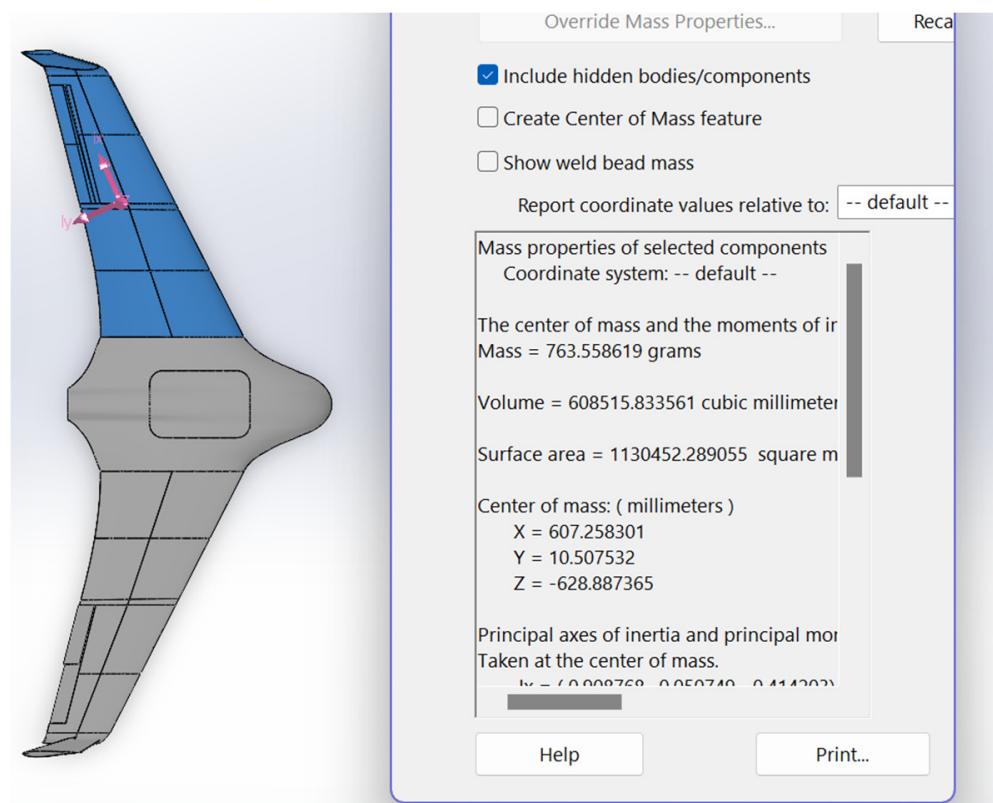 Override Mass Properties...
Reca
Include hidden bodies/components
Create Center of Mass feature
Show weld bead mass
Report coordinate values relative to:
-- default --
Mass properties of selected components
Coordinate system: -- default --
The center of mass and the moments of ir
Mass = 763.558619 grams
Volume = 608515.833561 cubic millimeter
Surface area = 1130452.289055 square m
Center of mass: ( millimeters )
X = 607.258301
Y = 10.507532
Z = -628.887365
Principal axes of inertia and principal mor
Taken at the center of mass.
Help
Print...
Iy